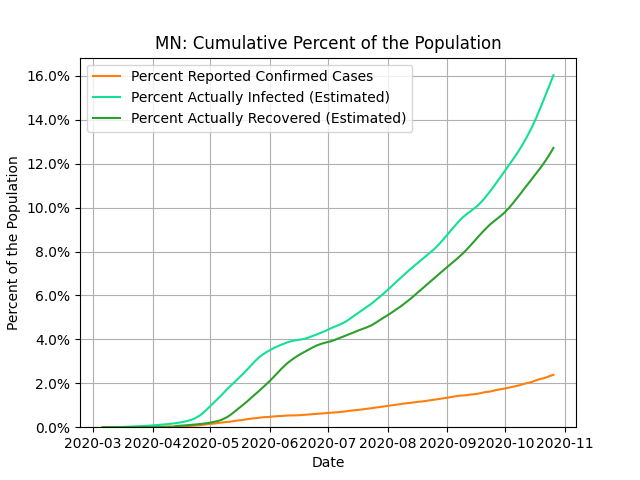 MN: Cumulative Percent of the Population
Percent Reported Confirmed Cases
Percent Actually Infected (Estimated)
Percent Actually Recovered (Estimated)
16.0%
14.0%
12.0%
10.0%
8.0%
6.0%
4.0%
2.0%
0.0%
Percent of the Population
2020-03 2020-04 2020-05 2020-06 2020-07 2020-08 2020-09 2020-10 2020-11
Date